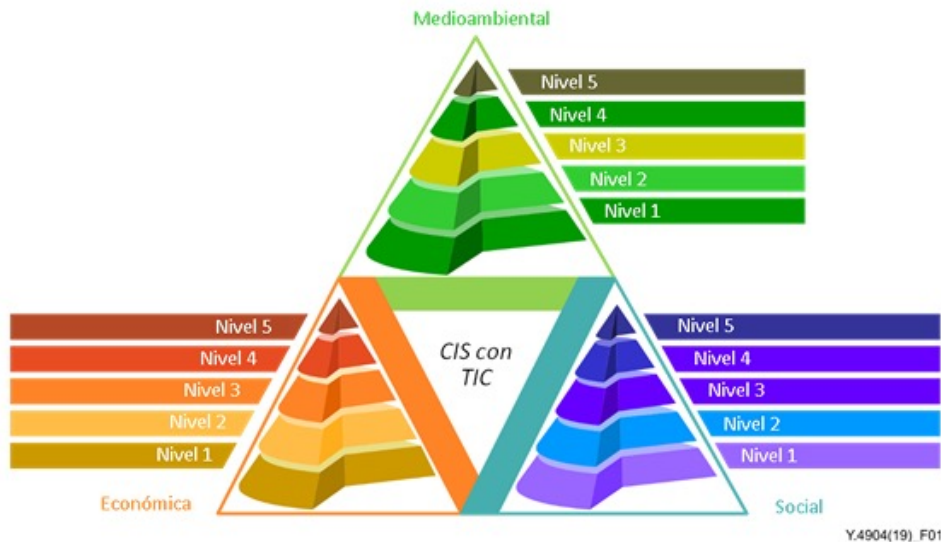 Medioambiental
Nivel 5
Nivel 4
Nivel 3
Nivel 2
Nivel 1
CIS con
TIC
Nivel 5
Nivel 4
Nivel 3
Nivel 2
Nivel 1
Económica
Nivel 5
Nivel 4
Nivel 3
Nivel 2
Nivel 1
Social
Y.4904(19)_F01